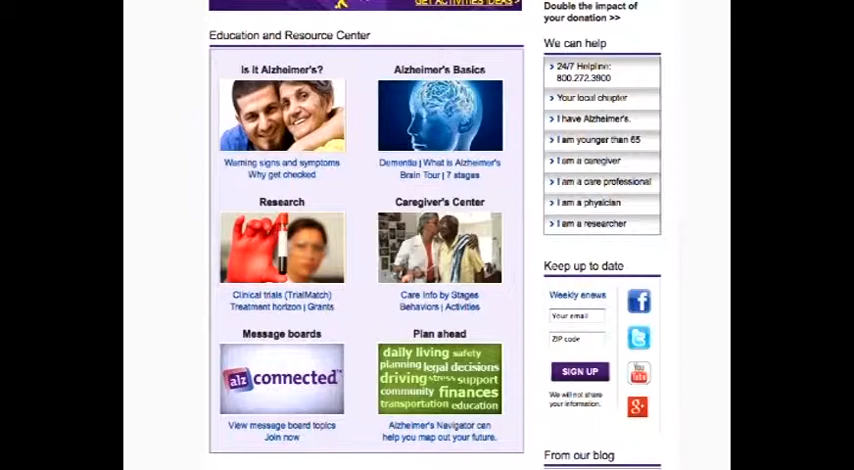 GET ACTIVITIES IDEAS >
Education and Resource Center
Is It Alzheimer's?
Alzheimer's Basics
Warning signs and symptoms
Why get checked
Dementia | What is Alzheimer's
Brain Tour | 7 stages
Research
Caregiver's Center
Clinical trials (TrialMatch)
Treatment horizon | Grants
Care Info by Stages
Behaviors | Activities
Message boards
Plan ahead
alz connected™
daily living safety
planning legal decisions
driving stress support
community finances
transportation education
View message board topics
Join now
Alzheimer's Navigator can
help you map out your future.
Double the impact of
your donation >>
We can help
24/7 Helpline:
800.272.3900
Your local chapter
I have Alzheimer's.
I am younger than 65
I am a caregiver
I am a care professional
I am a physician
I am a researcher
Keep up to date
Weekly enews
Your email
ZIP code
SIGN UP
We will not share
your information.
f
t
You
Tube
g+
From our blog